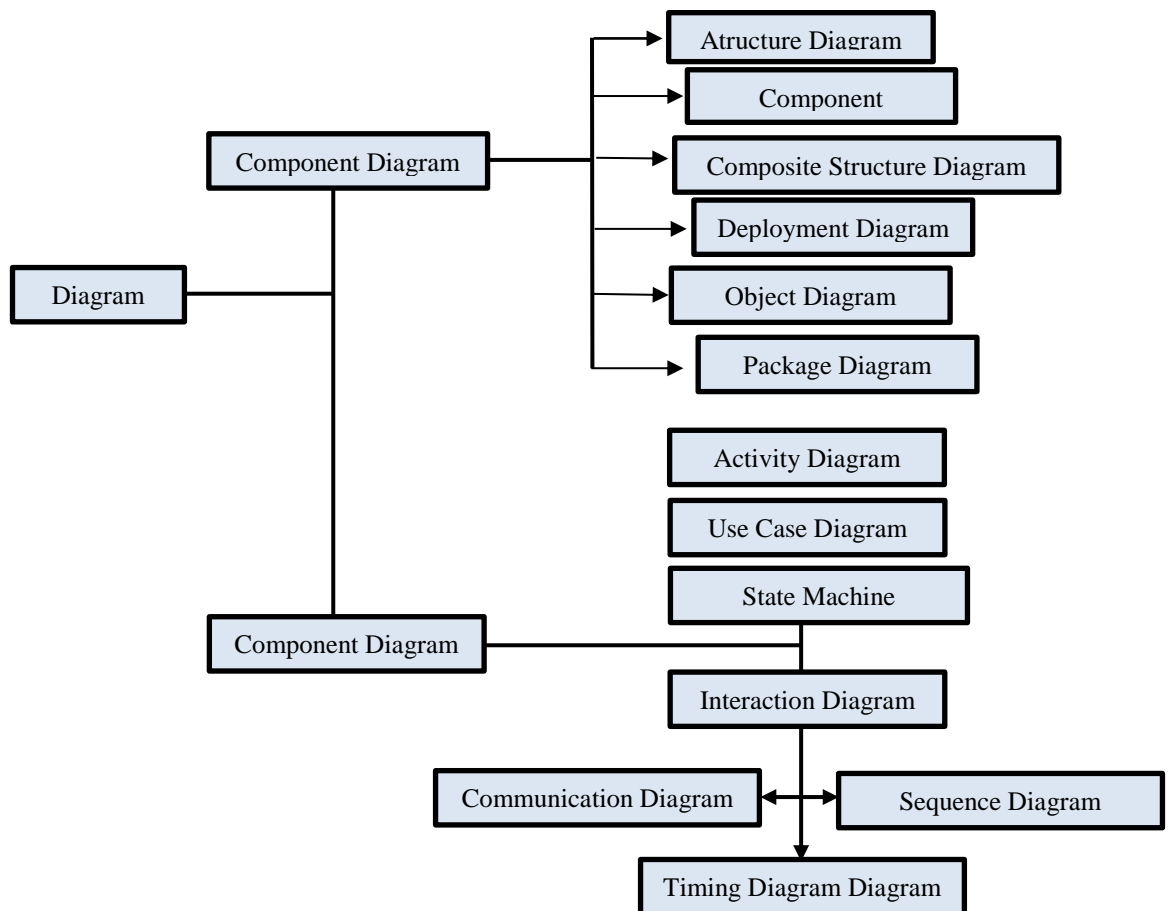 Atructure Diagram
Component
Component Diagram
Composite Structure Diagram
Deployment Diagram
Diagram
Object Diagram
Package Diagram
Activity Diagram
Use Case Diagram
State Machine
Component Diagram
Interaction Diagram
Communication Diagram
Sequence Diagram
Timing Diagram Diagram